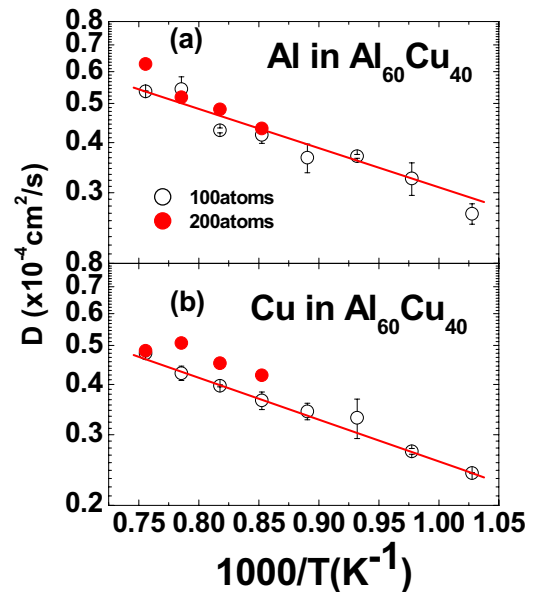 0.8
(a)
Al in Al60Cu40
0.7
0.6
0.5
0.3
100atoms
200atoms
0.8
(b)
Cu in Al60Cu40
0.7
0.6
0.5
0.4
0.3
0.2
D (x10-4cm2/s)
0.75 0.80 0.85 0.90 0.95 1.00 1.05
1000/T(K-1)